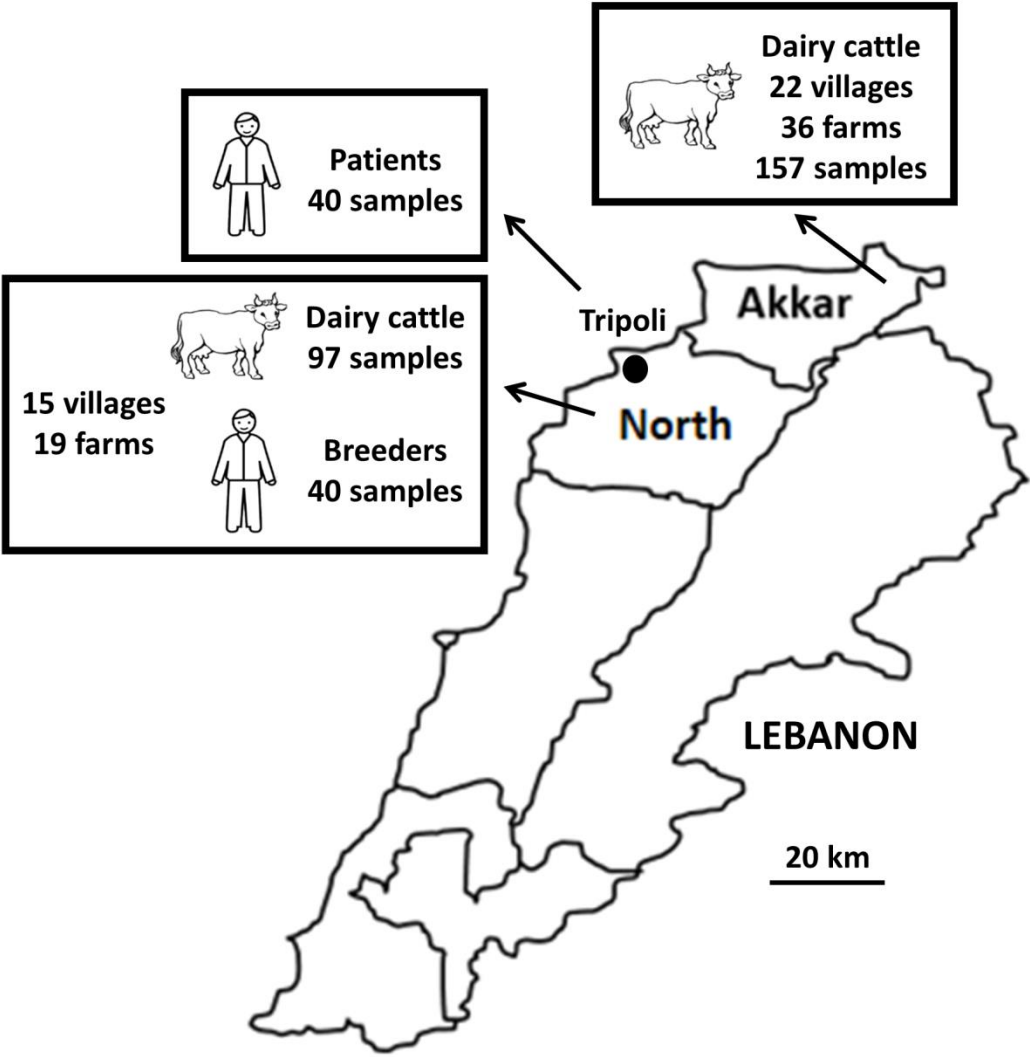 Dairy cattle
22 villages
36 farms
157 samples
Patients
40 samples
Dairy cattle
97 samples
15 villages
19 farms
Breeders
40 samples
Akkar
Tripoli
North
LEBANON
20 km